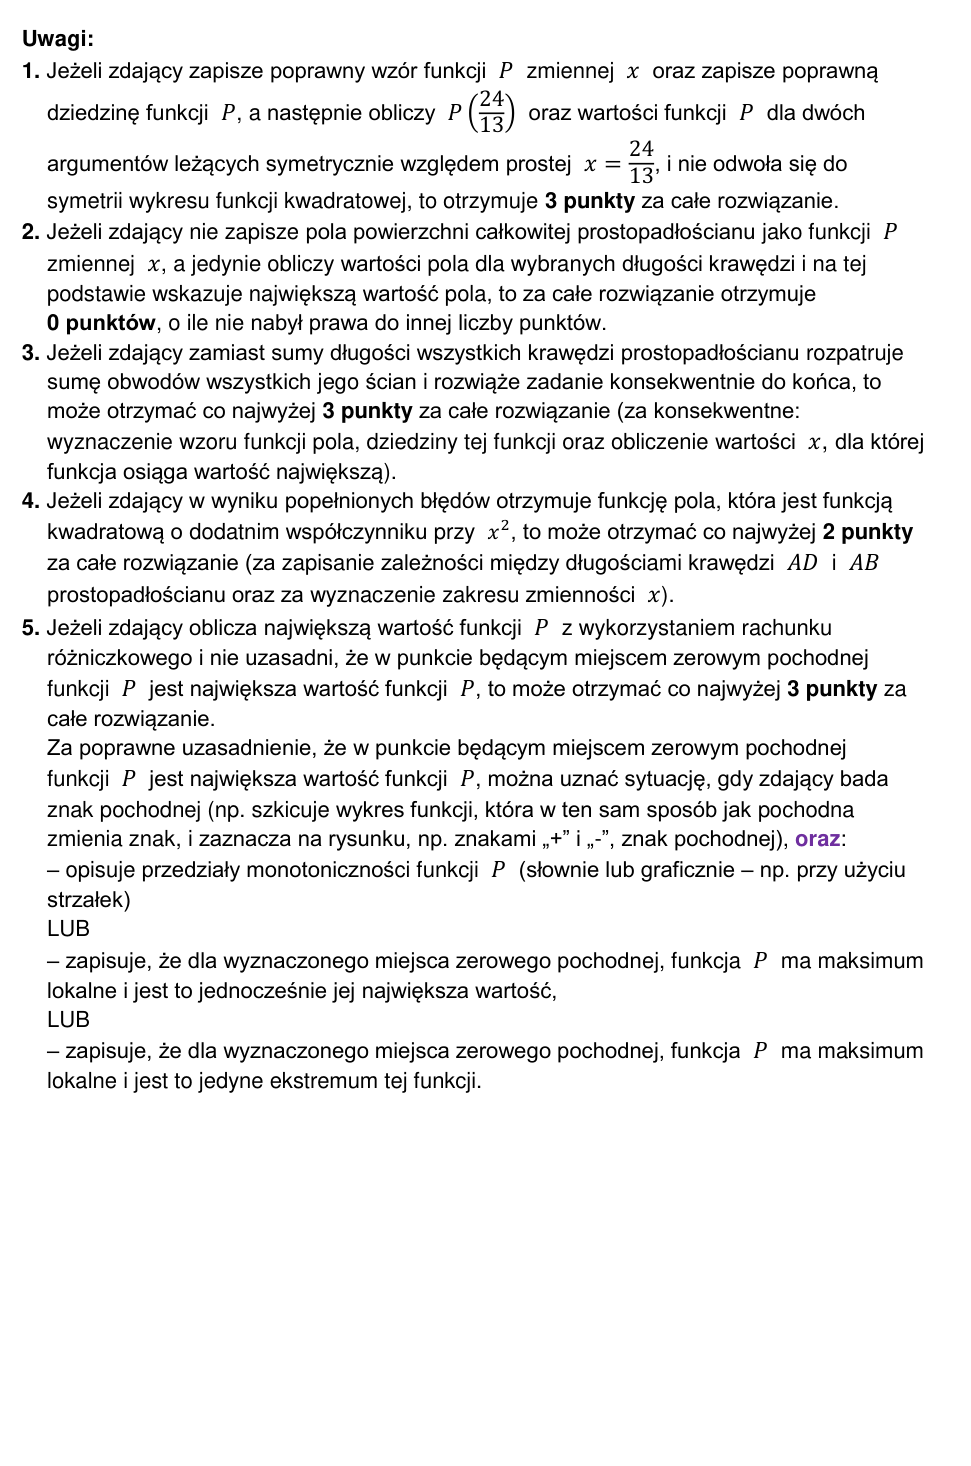 Uwagi:
1. Jeżeli zdający zapisze poprawny wzór funkcji P zmiennej x oraz zapisze poprawną
dziedzinę funkcji P, a następnie obliczy P(24/13) oraz wartości funkcji P dla dwóch
argumentów leżących symetrycznie względem prostej x = 24/13, i nie odwoła się do
symetrii wykresu funkcji kwadratowej, to otrzymuje 3 punkty za całe rozwiązanie.
2. Jeżeli zdający nie zapisze pola powierzchni całkowitej prostopadłościanu jako funkcji P
zmiennej x, a jedynie obliczy wartości pola dla wybranych długości krawędzi i na tej
podstawie wskazuje największą wartość pola, to za całe rozwiązanie otrzymuje
0 punktów, o ile nie nabył prawa do innej liczby punktów.
3. Jeżeli zdający zamiast sumy długości wszystkich krawędzi prostopadłościanu rozpatruje
sumę obwodów wszystkich jego ścian i rozwiąże zadanie konsekwentnie do końca, to
może otrzymać co najwyżej 3 punkty za całe rozwiązanie (za konsekwentne:
wyznaczenie wzoru funkcji pola, dziedziny tej funkcji oraz obliczenie wartości x, dla której
funkcja osiąga wartość największą).
4. Jeżeli zdający w wyniku popełnionych błędów otrzymuje funkcję pola, która jest funkcją
kwadratową o dodatnim współczynniku przy x², to może otrzymać co najwyżej 2 punkty
za całe rozwiązanie (za zapisanie zależności między długościami krawędzi AD i AB
prostopadłościanu oraz za wyznaczenie zakresu zmienności x).
5. Jeżeli zdający oblicza największą wartość funkcji P z wykorzystaniem rachunku
różniczkowego i nie uzasadni, że w punkcie będącym miejscem zerowym pochodnej
funkcji P jest największa wartość funkcji P, to może otrzymać co najwyżej 3 punkty za
całe rozwiązanie.
Za poprawne uzasadnienie, że w punkcie będącym miejscem zerowym pochodnej
funkcji P jest największa wartość funkcji P, można uznać sytuację, gdy zdający bada
znak pochodnej (np. szkicuje wykres funkcji, która w ten sam sposób jak pochodna
zmienia znak, i zaznacza na rysunku, np. znakami „+” i „-”, znak pochodnej), oraz:
– opisuje przedziały monotoniczności funkcji P (słownie lub graficznie – np. przy użyciu
strzałek)
LUB
– zapisuje, że dla wyznaczonego miejsca zerowego pochodnej, funkcja P ma maksimum
lokalne i jest to jednocześnie jej największa wartość,
LUB
– zapisuje, że dla wyznaczonego miejsca zerowego pochodnej, funkcja P ma maksimum
lokalne i jest to jedyne ekstremum tej funkcji.